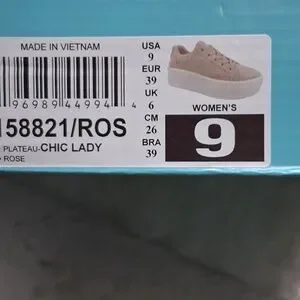 MADE IN VIETNAM
USA
9
EUR
39
UK
6
CM
26
BRA
39
96989 44994 4
158821/ROS
PLATEAU-CHIC LADY
ROSE
WOMEN'S
9